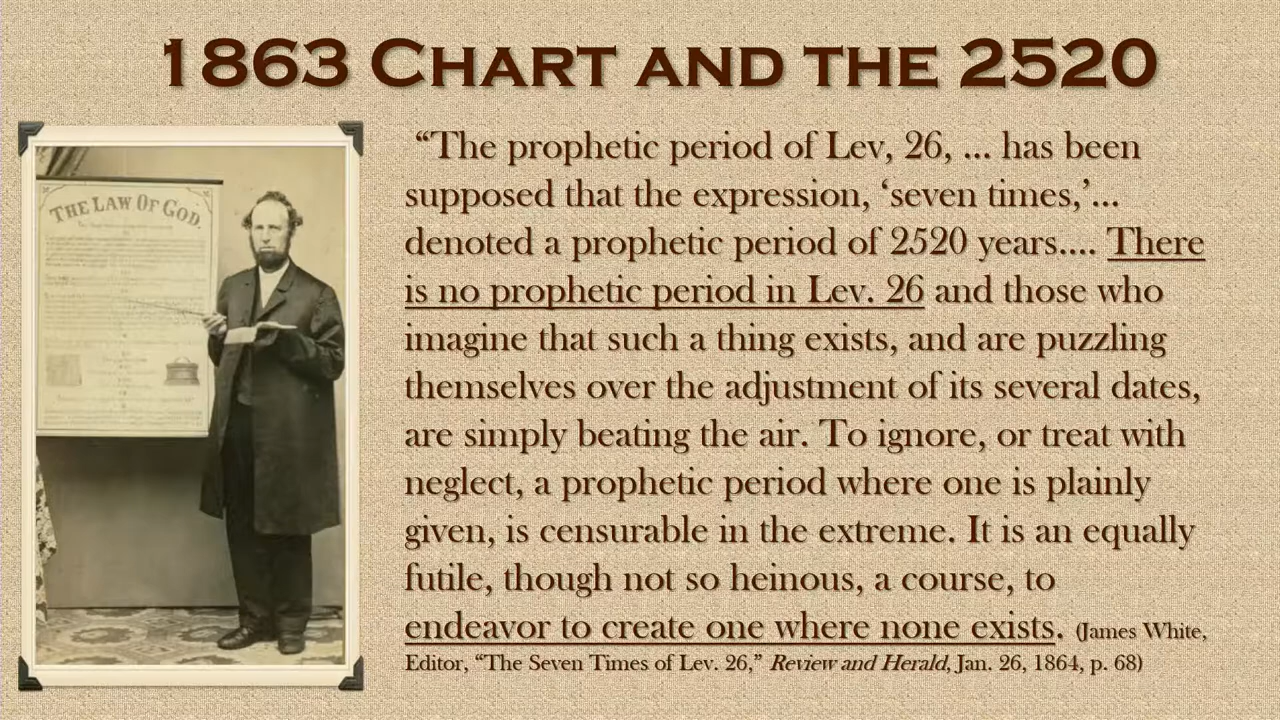 1863 CHART AND THE 2520
THE LAW OF GOD.
“The prophetic period of Lev, 26, ... has been
supposed that the expression, ‘seven times,’...
denoted a prophetic period of 2520 years.... There
is no prophetic period in Lev. 26 and those who
imagine that such a thing exists, and are puzzling
themselves over the adjustment of its several dates,
are simply beating the air. To ignore, or treat with
neglect, a prophetic period where one is plainly
given, is censurable in the extreme. It is an equally
futile, though not so heinous, a course, to
endeavor to create one where none exists. (James White,
Editor, “The Seven Times of Lev. 26,” Review and Herald, Jan. 26, 1864, p. 68)